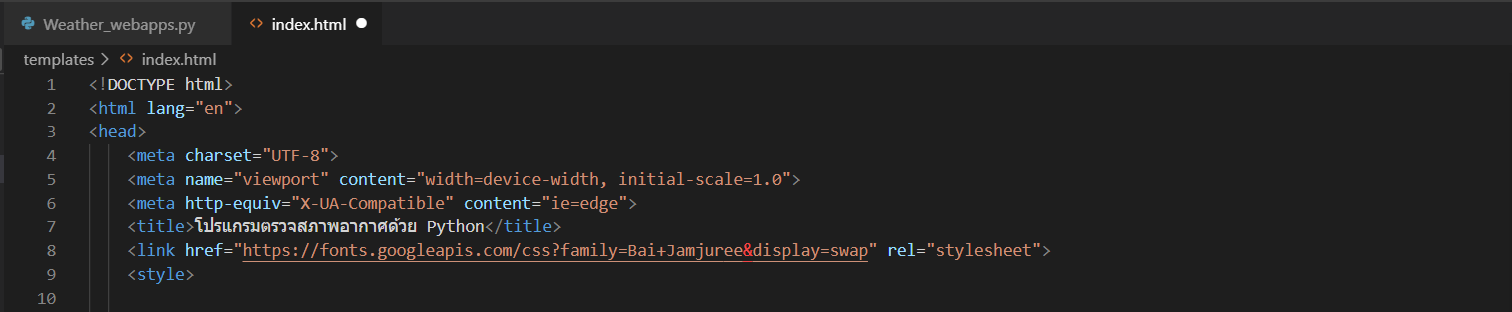 Weather_webapps.py index.html
templates > index.html
1 <!DOCTYPE html>
2 <html lang="en">
3 <head>
4 <meta charset="UTF-8">
5 <meta name="viewport" content="width=device-width, initial-scale=1.0">
6 <meta http-equiv="X-UA-Compatible" content="ie=edge">
7 <title>โปรแกรมตรวจสภาพอากาศด้วย Python</title>
8 <link href="https://fonts.googleapis.com/css?family=Bai+Jamjuree&display=swap" rel="stylesheet">
9 <style>
10